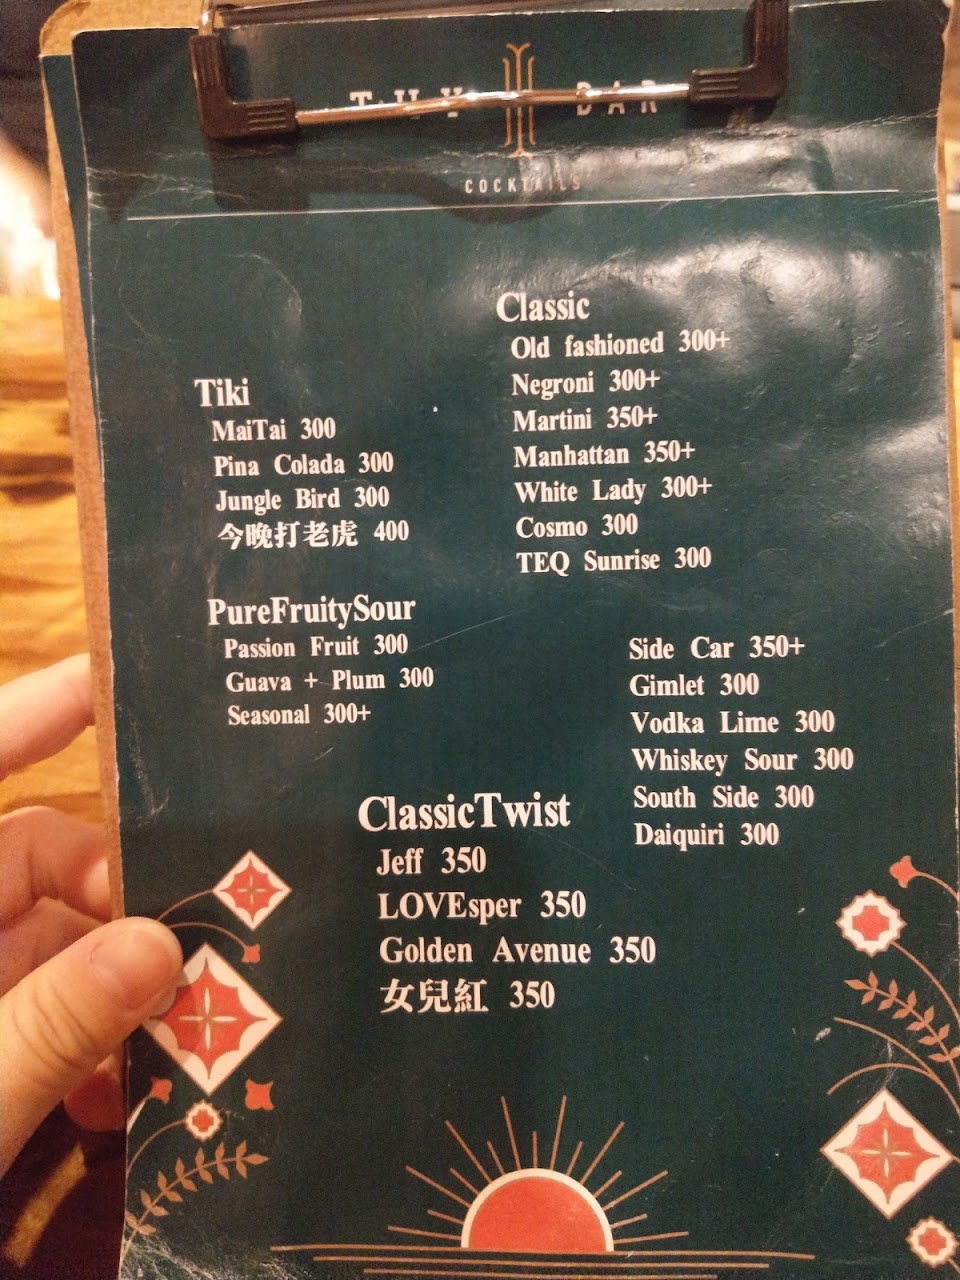 BAR
COCKTAILS
Classic
Old fashioned 300+
Negroni 300+
Martini 350+
Manhattan 350+
White Lady 300+
Cosmo 300
TEQ Sunrise 300
Tiki
MaiTai 300
Pina Colada 300
Jungle Bird 300
今晚打老虎 400
PureFruitySour
Passion Fruit 300
Guava + Plum 300
Seasonal 300+
Side Car 350+
Gimlet 300
Vodka Lime 300
Whiskey Sour 300
South Side 300
Daiquiri 300
ClassicTwist
Jeff 350
LOVEsper 350
Golden Avenue 350
女兒紅 350